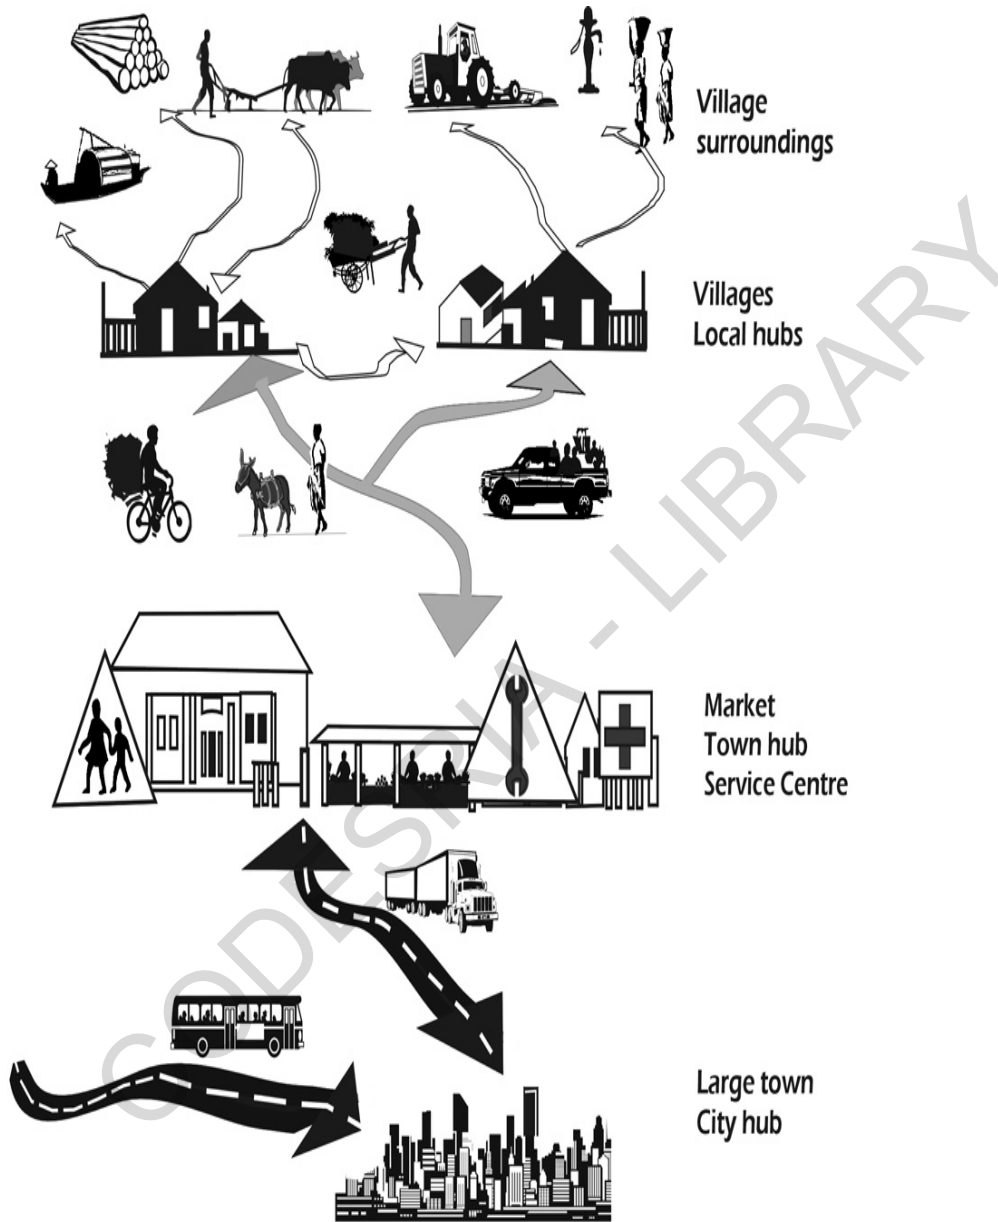 Village
surroundings
Villages
Local hubs
Market
Town hub
Service Centre
Large town
City hub
CODESRIA - LIBRARY